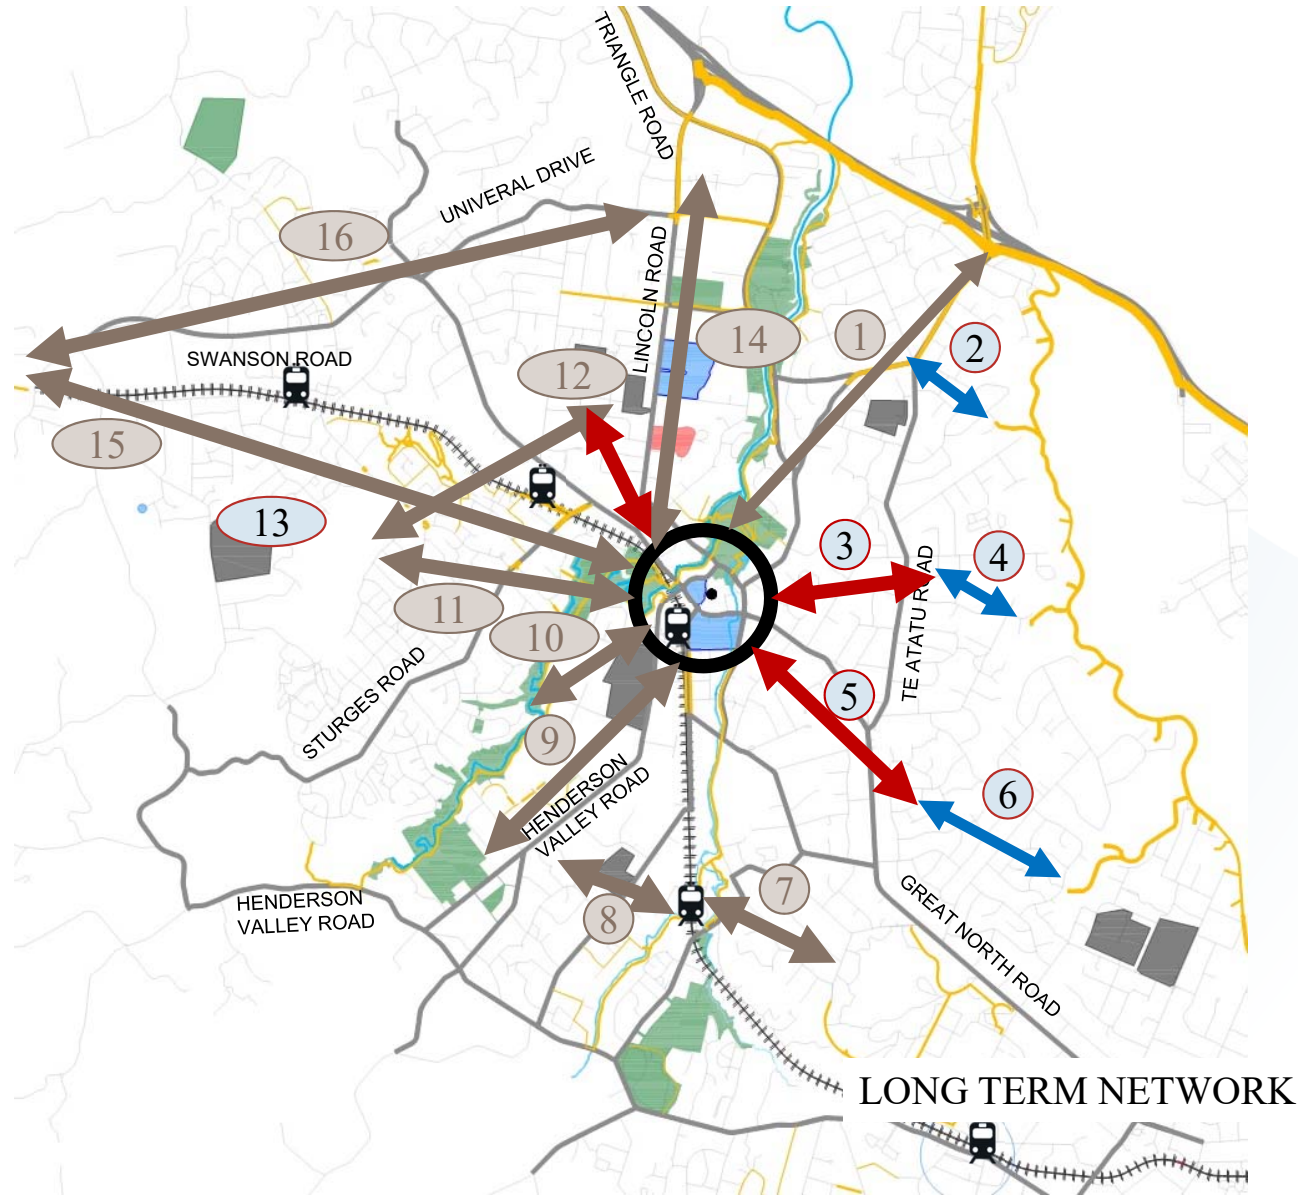 TRIANGLE ROAD
UNIVERAL DRIVE
16
LINCOLN ROAD
14
1
2
SWANSON ROAD
12
15
13
3
4
TE ATATU ROAD
11
10
STURGES ROAD
5
9
6
HENDERSON
VALLEY ROAD
7
8
HENDERSON
VALLEY ROAD
GREAT NORTH ROAD
LONG TERM NETWORK